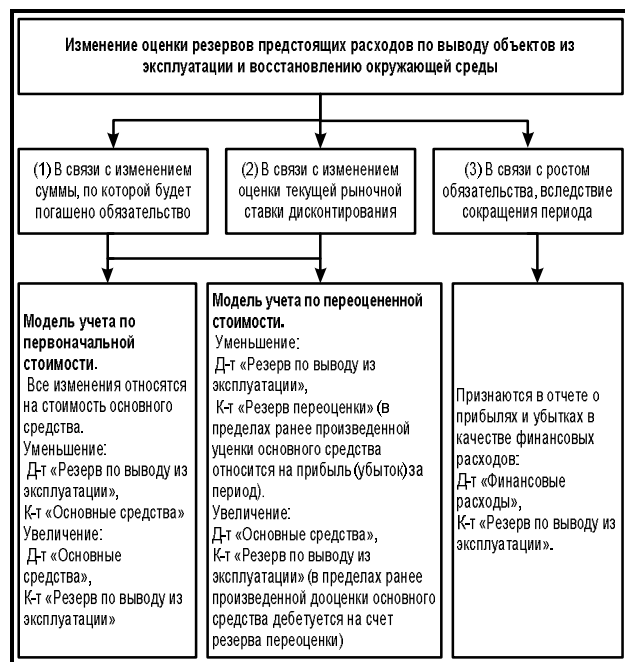 Изменение оценки резервов предстоящих расходов по выводу объектов из
эксплуатации и восстановлению окружающей среды
(1) В связи с изменением
суммы, по которой будет
погашено обязательство
(2) В связи с изменением
оценки текущей рыночной
ставки дисконтирования
(3) В связи с ростом
обязательства, вследствие
сокращения периода
Модель учета по
первоначальной
стоимости.
Все изменения относятся
на стоимость основного
средства.
Уменьшение:
Д-т «Резерв по выводу из
эксплуатации»,
К-т «Основные средства»
Увеличение:
Д-т «Основные
средства»,
К-т «Резерв по выводу из
эксплуатации»
Модель учета по переоцененной
стоимости.
Уменьшение:
Д-т «Резерв по выводу из
эксплуатации»,
К-т «Резерв переоценки» (в
пределах ранее произведенной
уценки основного средства
относится на прибыль (убыток) за
период).
Увеличение:
Д-т «Основные средства»,
К-т «Резерв по выводу из
эксплуатации» (в пределах ранее
произведенной дооценки основного
средства дебетуется на счет
резерва переоценки)
Признаются в отчете о
прибылях и убытках в
качестве финансовых
расходов:
Д-т «Финансовые
расходы»,
К-т «Резерв по выводу из
эксплуатации».